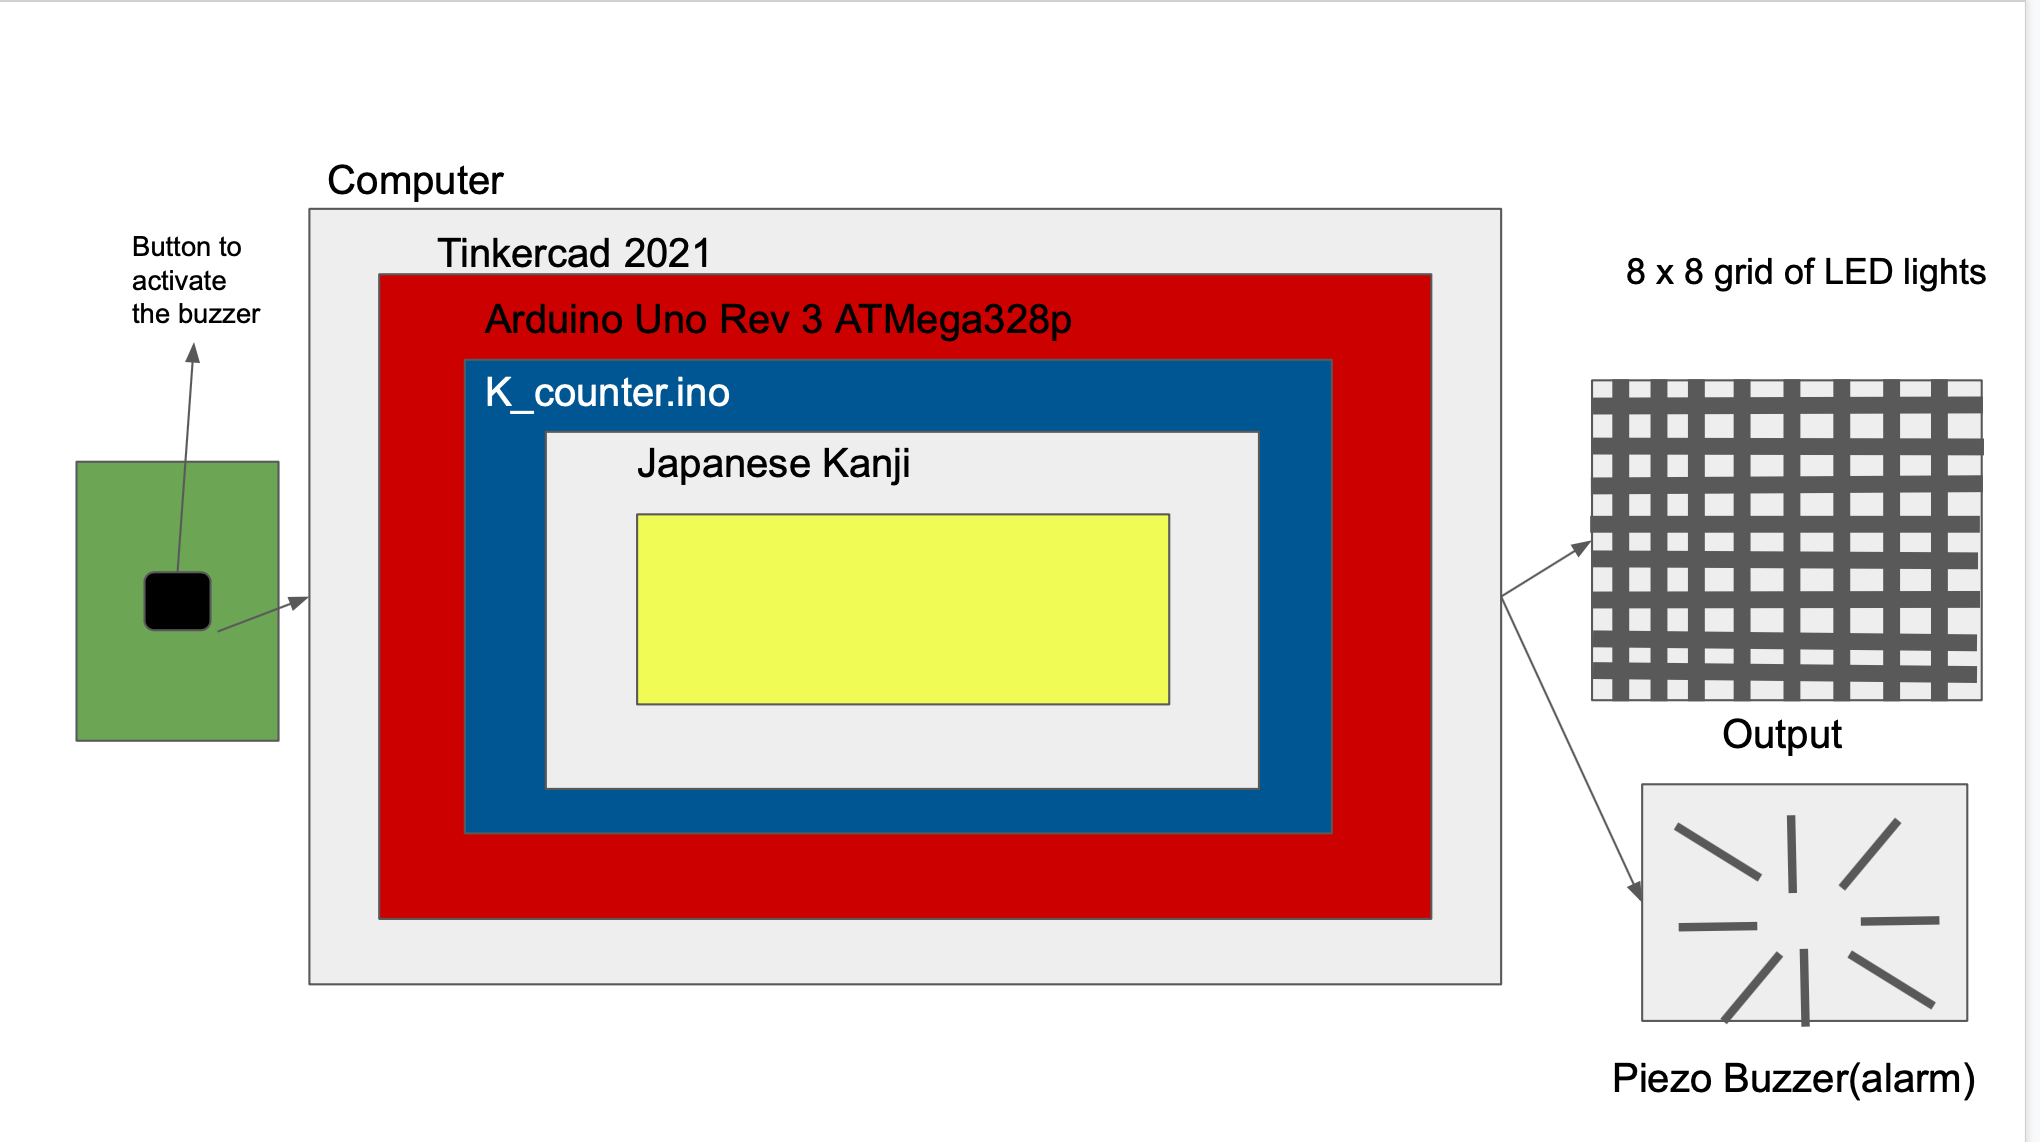 Computer
Button to
activate
the buzzer
Tinkercad 2021
8 x 8 grid of LED lights
Arduino Uno Rev 3 ATMega328p
K_counter.ino
Japanese Kanji
Output
Piezo Buzzer(alarm)